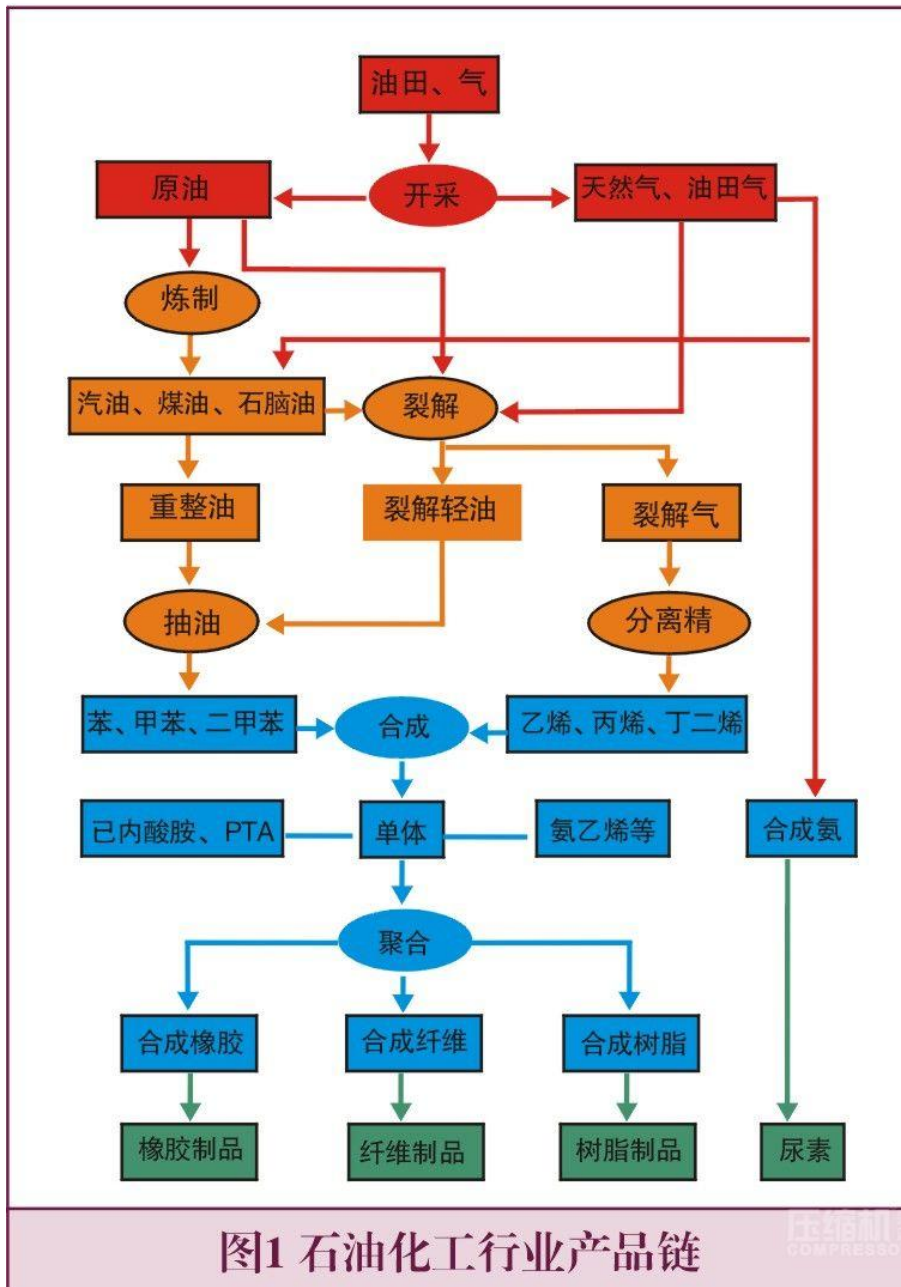 油田、气
开采
原油
天然气、油田气
炼制
汽油、煤油、石脑油
裂解
重整油
裂解轻油
裂解气
抽油
分离精
苯、甲苯、二甲苯
合成
乙烯、丙烯、丁二烯
已内酸胺、PTA
单体
氨乙烯等
合成氨
聚合
合成橡胶
合成纤维
合成树脂
橡胶制品
纤维制品
树脂制品
尿素
图1 石油化工行业产品链
压缩机
COMPRESSO